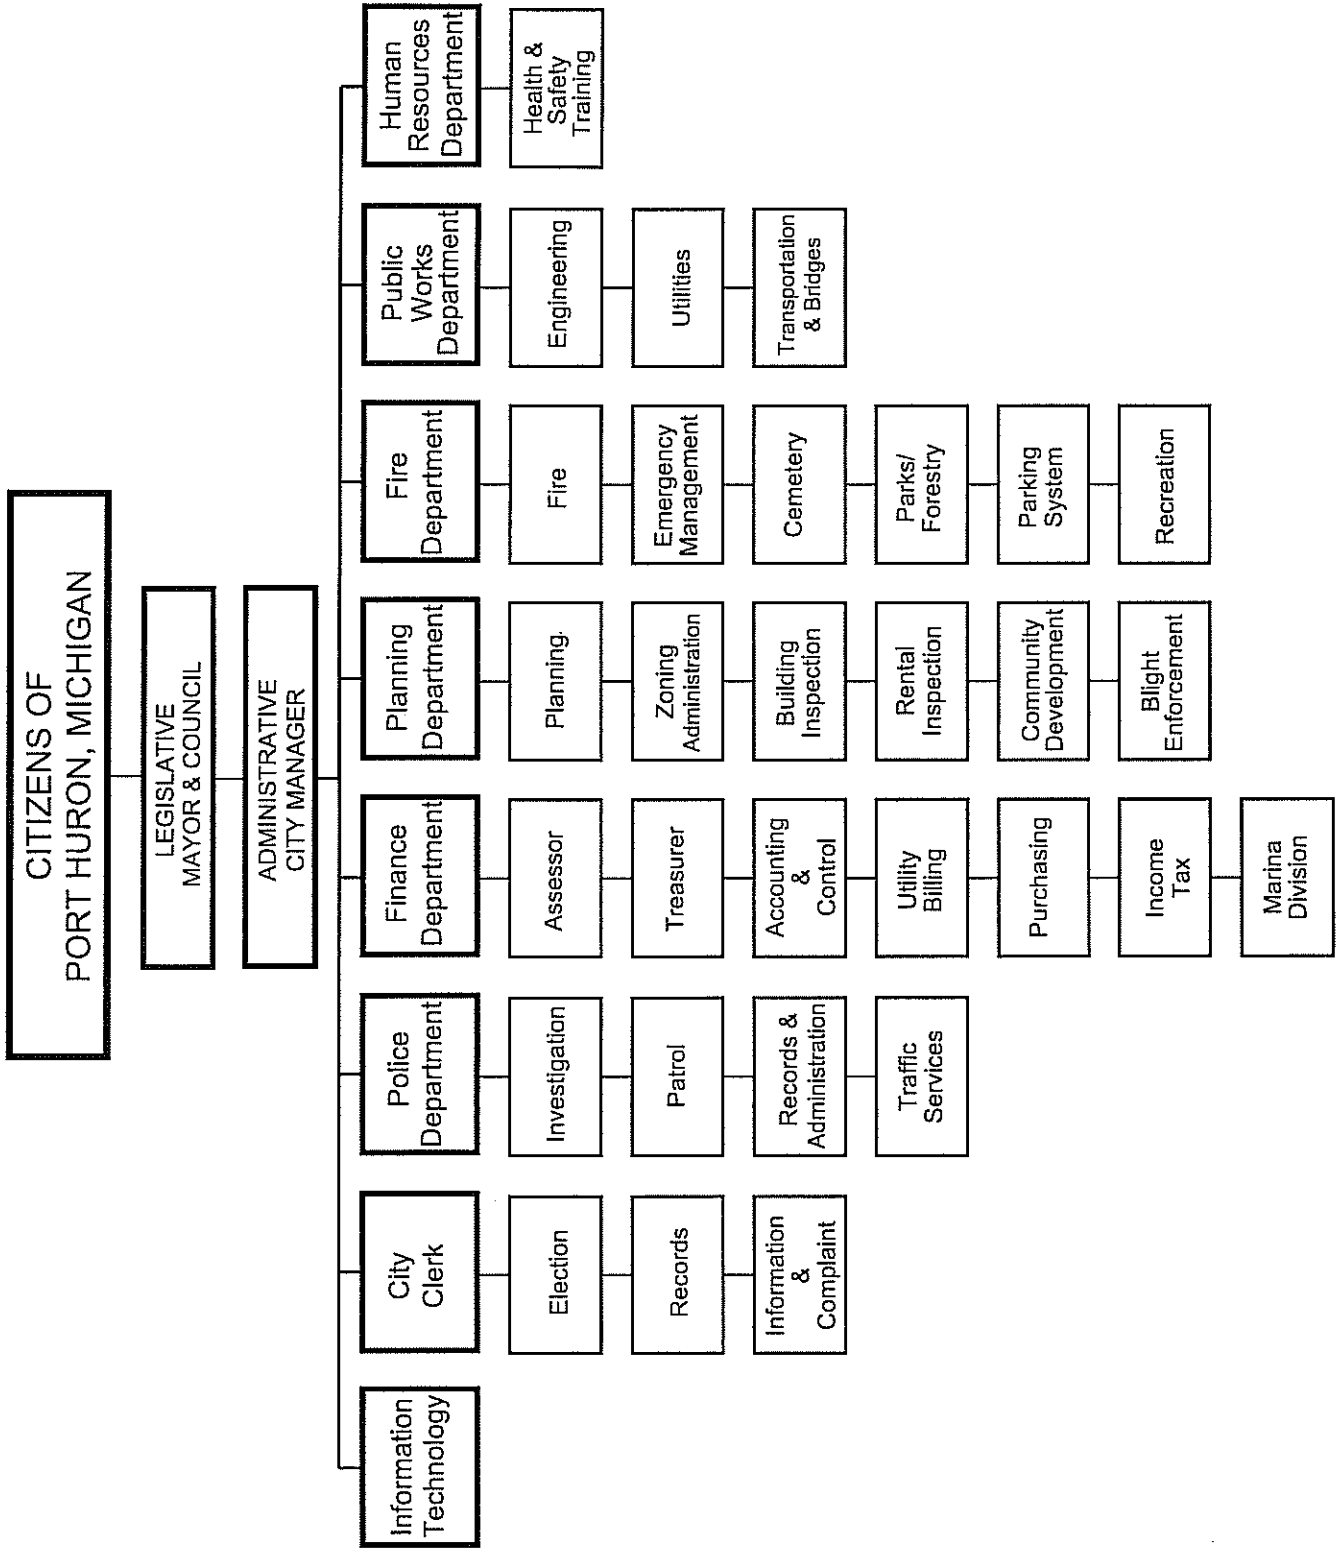 CITIZENS OF
PORT HURON, MICHIGAN
LEGISLATIVE
MAYOR & COUNCIL
ADMINISTRATIVE
CITY MANAGER
Information
Technology
City
Clerk
Election
Records
Information
&
Complaint
Police
Department
Investigation
Patrol
Records &
Administration
Traffic
Services
Finance
Department
Assessor
Treasurer
Accounting
&
Control
Utility
Billing
Purchasing
Income
Tax
Marina
Division
Planning
Department
Planning.
Zoning
Administration
Building
Inspection
Rental
Inspection
Community
Development
Blight
Enforcement
Fire
Department
Fire
Emergency
Management
Cemetery
Parks/
Forestry
Parking
System
Recreation
Public
Works
Department
Engineering
Utilities
Transportation
& Bridges
Human
Resources
Department
Health &
Safety
Training